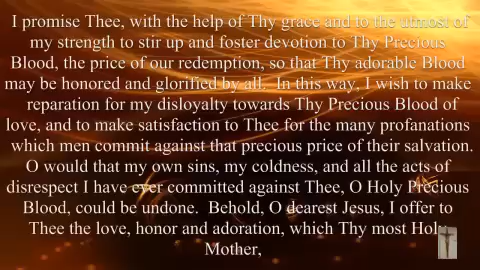 I promise Thee, with the help of Thy grace and to the utmost of
my strength to stir up and foster devotion to Thy Precious
Blood, the price of our redemption, so that Thy adorable Blood
may be honored and glorified by all.  In this way, I wish to make
reparation for my disloyalty towards Thy Precious Blood of
love, and to make satisfaction to Thee for the many profanations
which men commit against that precious price of their salvation.
O would that my own sins, my coldness, and all the acts of
disrespect I have ever committed against Thee, O Holy Precious
Blood, could be undone.  Behold, O dearest Jesus, I offer to
Thee the love, honor and adoration, which Thy most Holy
Mother,